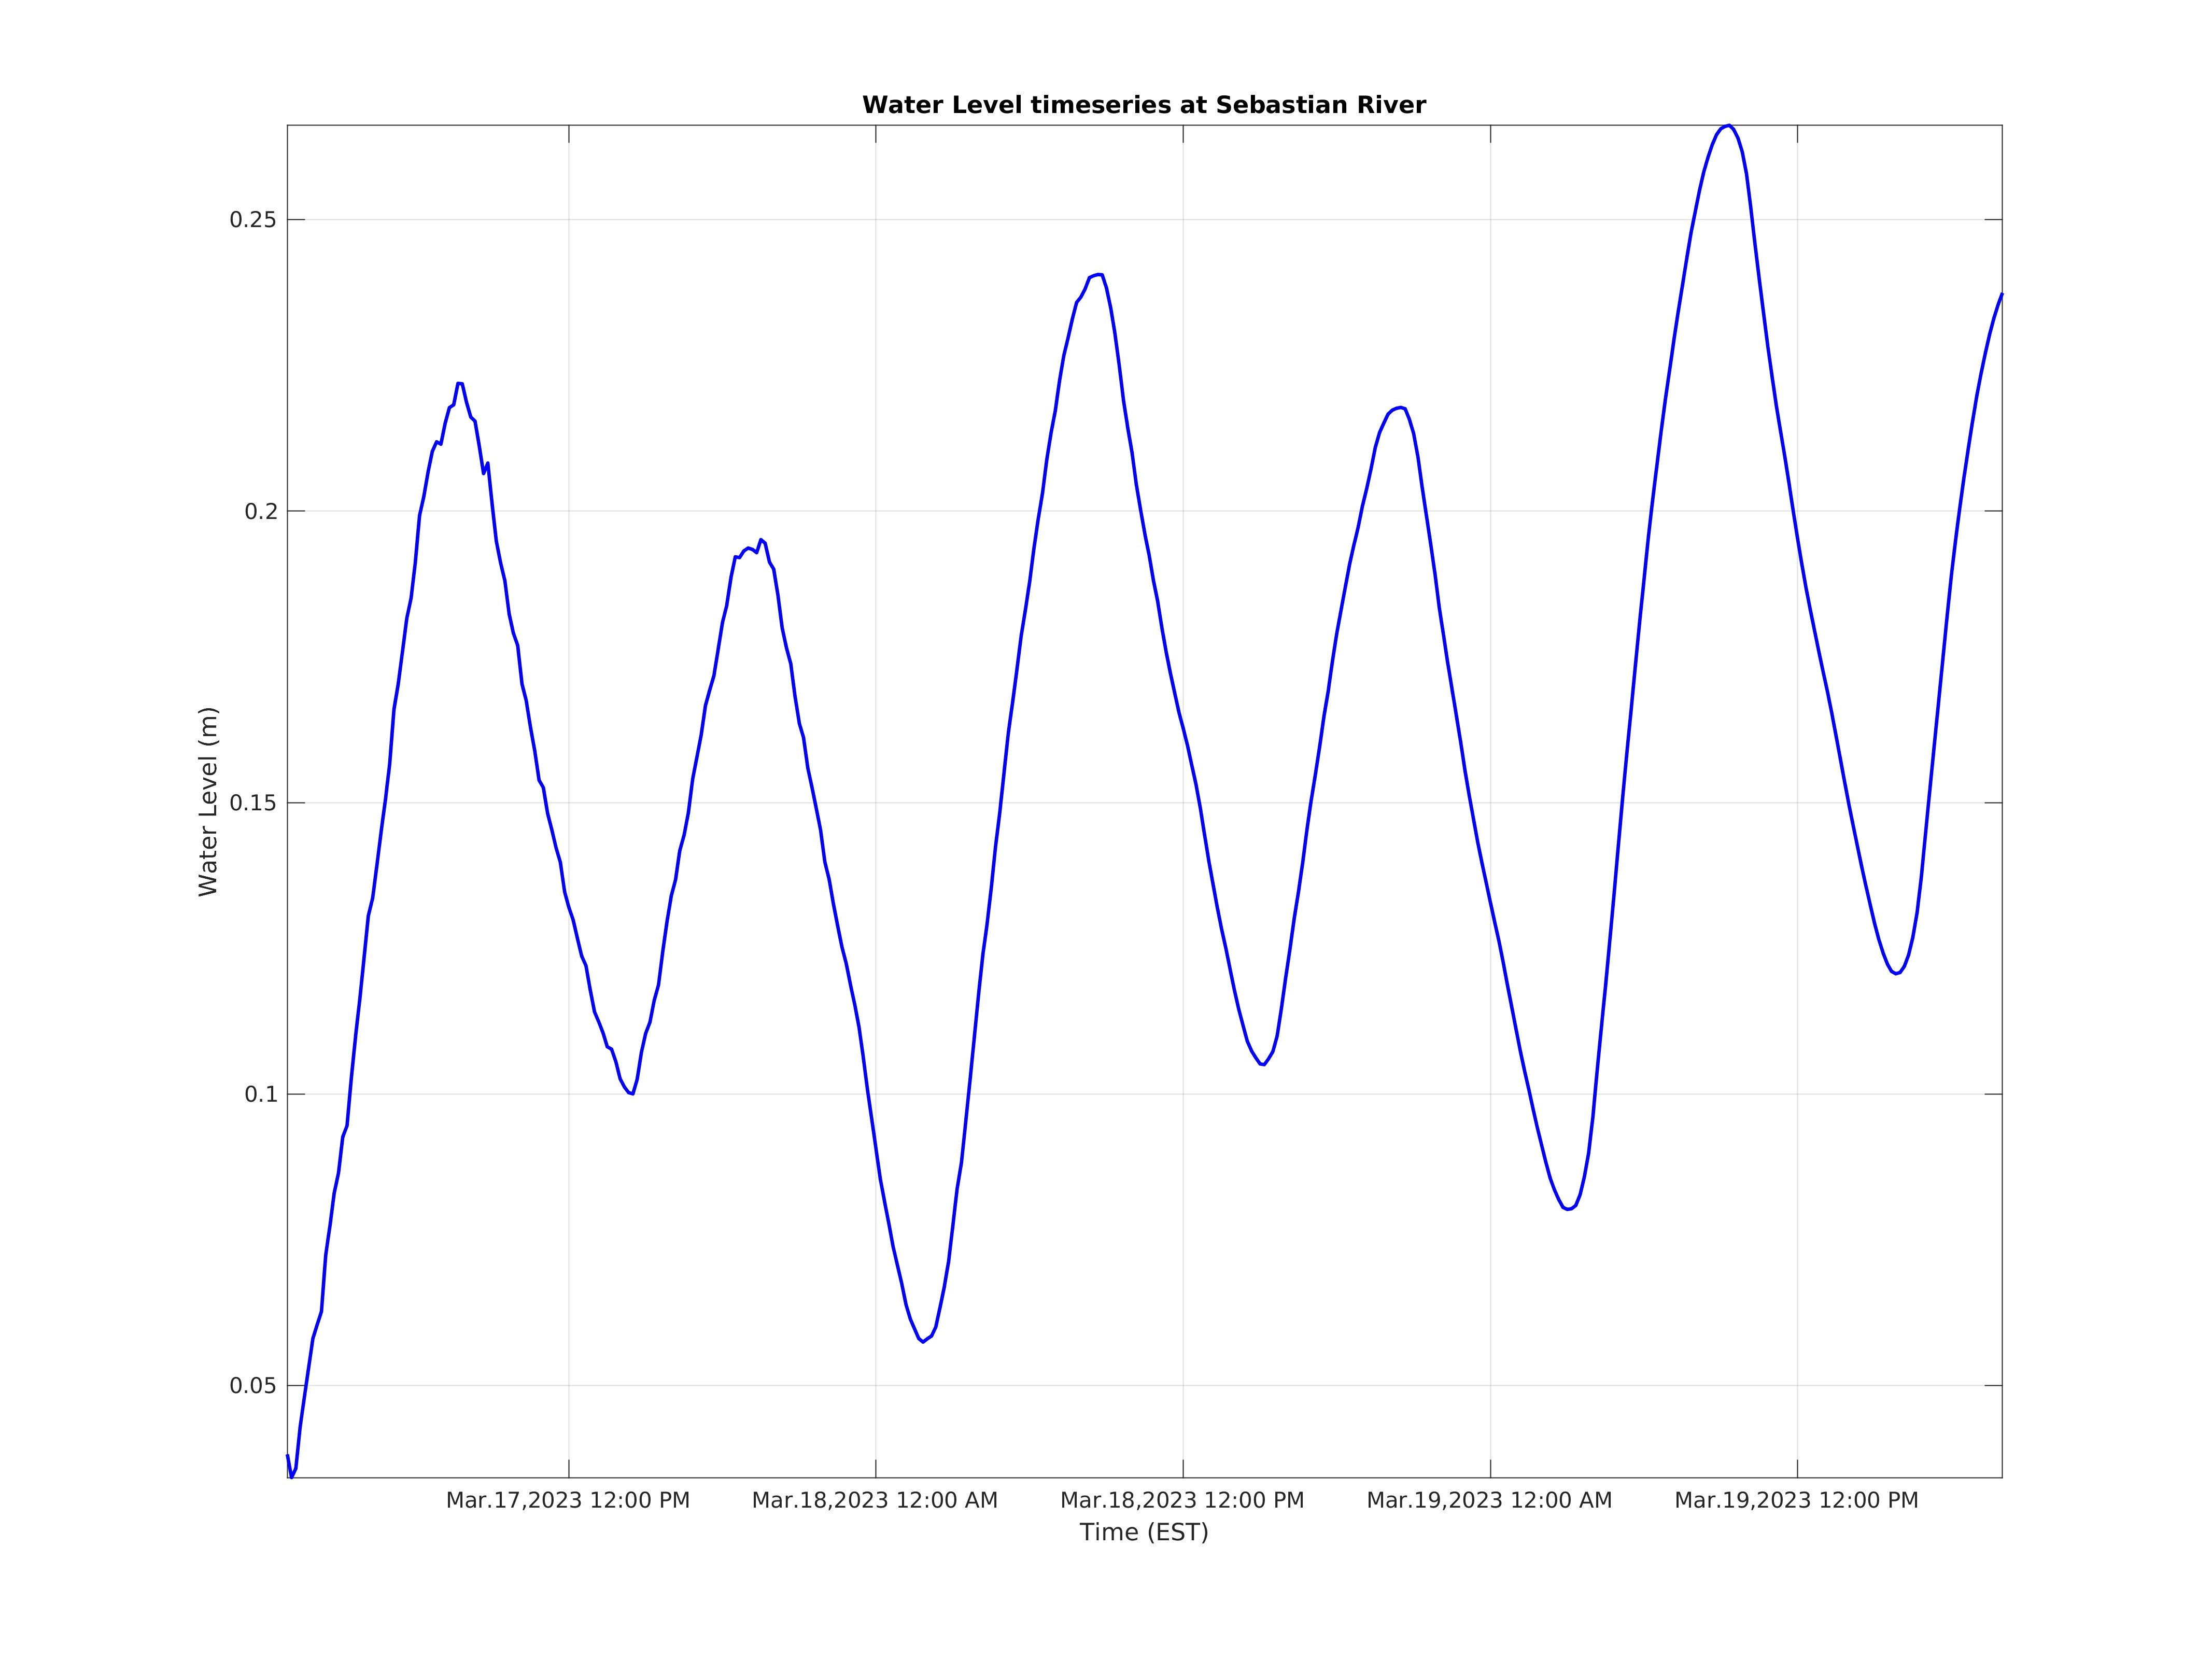 Water Level timeseries at Sebastian River
0.25
0.2
0.15
0.1
0.05
Water Level (m)
Mar.17,2023 12:00 PM
Mar.18,2023 12:00 AM
Mar.18,2023 12:00 PM
Mar.19,2023 12:00 AM
Mar.19,2023 12:00 PM
Time (EST)